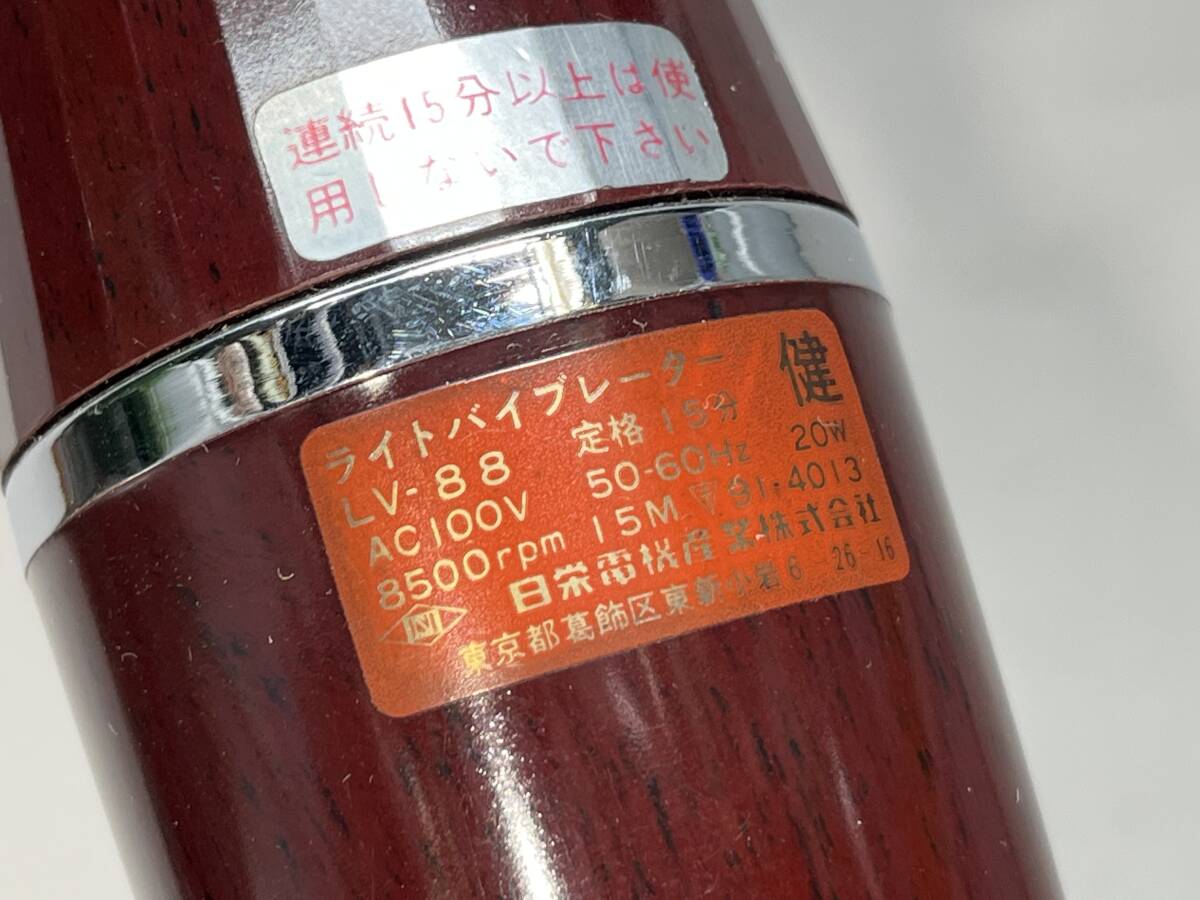 連続15分以上は使
用しないで下さい
ライトバイブレーター 健
LV-88 定格 15分
AC100V 50-60Hz 20W
8500rpm 15M 91-4013
日栄電機産業株式会社
東京都葛飾区東新小岩6-26-16